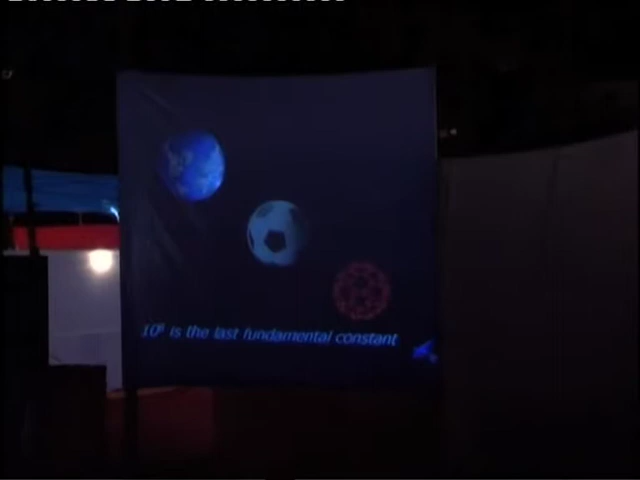 10⁸ is the last fundamental constant